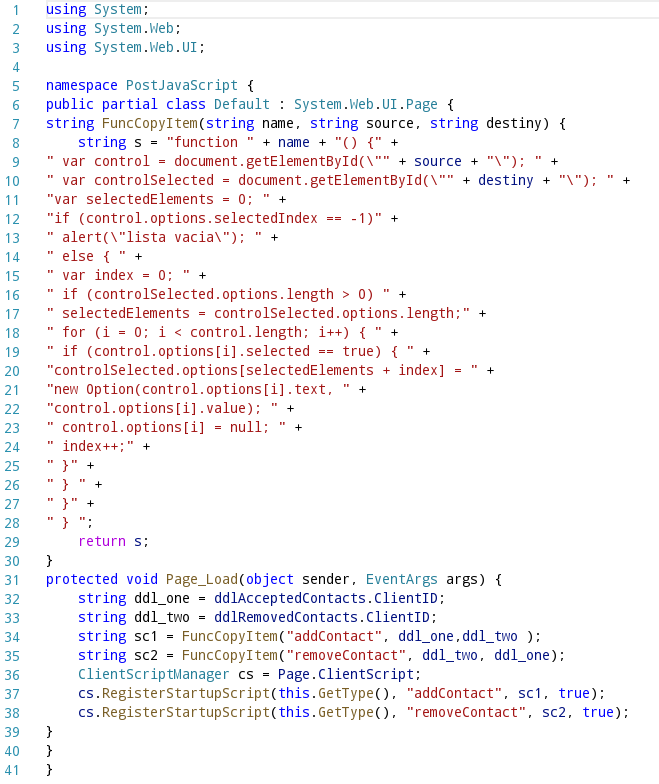 1 using System;
2 using System.Web;
3 using System.Web.UI;
4
5 namespace PostJavaScript {
6 public partial class Default : System.Web.UI.Page {
7 string FuncCopyItem(string name, string source, string destiny) {
8     string s = "function " + name + "() {" +
9 " var control = document.getElementById(\"" + source + "\"); " +
10 " var controlSelected = document.getElementById(\"" + destiny + "\"); " +
11 "var selectedElements = 0; " +
12 "if (control.options.selectedIndex == -1)" +
13 " alert(\"lista vacia\"); " +
14 " else { " +
15 " var index = 0; " +
16 " if (controlSelected.options.length > 0) " +
17 " selectedElements = controlSelected.options.length;" +
18 " for (i = 0; i < control.length; i++) { " +
19 " if (control.options[i].selected == true) { " +
20 "controlSelected.options[selectedElements + index] = " +
21 "new Option(control.options[i].text, " +
22 "control.options[i].value); " +
23 " control.options[i] = null; " +
24 " index++;" +
25 " }" +
26 " } " +
27 " }" +
28 " } ";
29     return s;
30 }
31 protected void Page_Load(object sender, EventArgs args) {
32     string ddl_one = ddlAcceptedContacts.ClientID;
33     string ddl_two = ddlRemovedContacts.ClientID;
34     string sc1 = FuncCopyItem("addContact", ddl_one,ddl_two );
35     string sc2 = FuncCopyItem("removeContact", ddl_two, ddl_one);
36     ClientScriptManager cs = Page.ClientScript;
37     cs.RegisterStartupScript(this.GetType(), "addContact", sc1, true);
38     cs.RegisterStartupScript(this.GetType(), "removeContact", sc2, true);
39 }
40 }
41 }